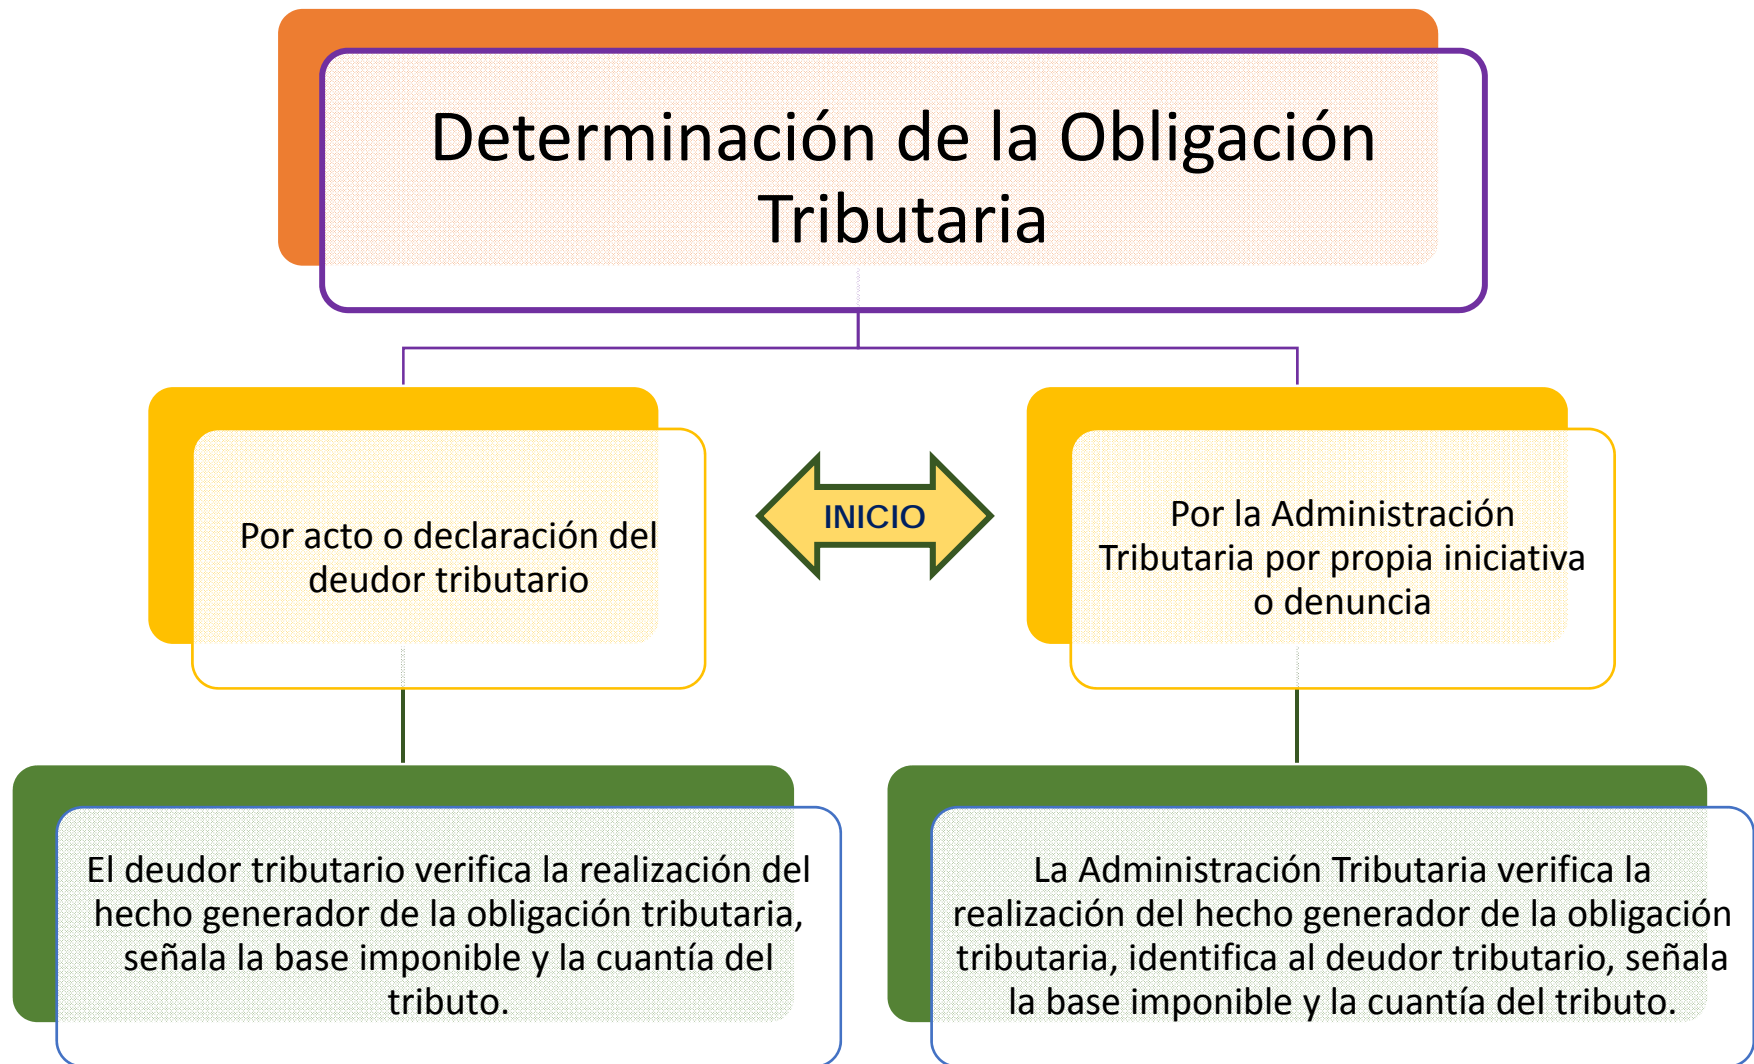 Determinación de la Obligación
Tributaria
Por acto o declaración del
deudor tributario
INICIO
Por la Administración
Tributaria por propia iniciativa
o denuncia
El deudor tributario verifica la realización del
hecho generador de la obligación tributaria,
señala la base imponible y la cuantía del
tributo.
La Administración Tributaria verifica la
realización del hecho generador de la obligación
tributaria, identifica al deudor tributario, señala
la base imponible y la cuantía del tributo.